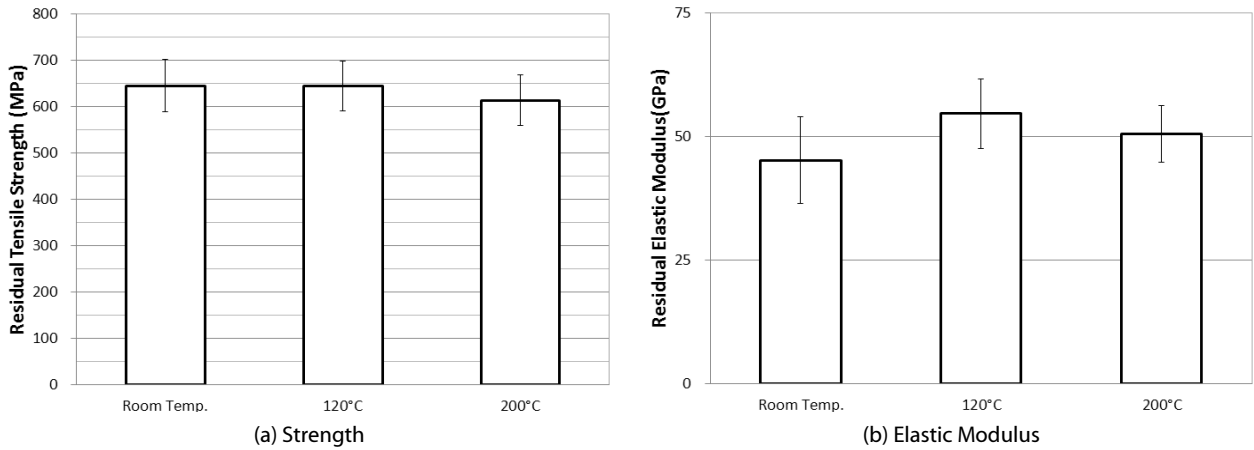 Residual Tensile Strength (MPa)
800
700
600
500
400
300
200
100
0
Room Temp. 120°C 200°C
(a) Strength
Residual Elastic Modulus(GPa)
75
50
25
0
Room Temp. 120°C 200°C
(b) Elastic Modulus